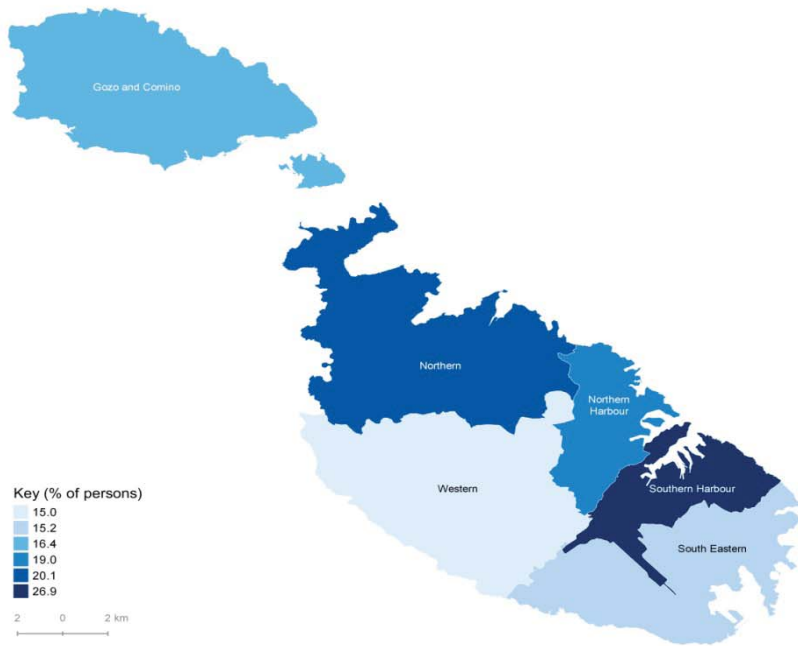 Gozo and Comino
Northern
Northern
Harbour
Western
Southern Harbour
South Eastern
Key (% of persons)
15.0
15.2
16.4
19.0
20.1
26.9
2 0 2 km